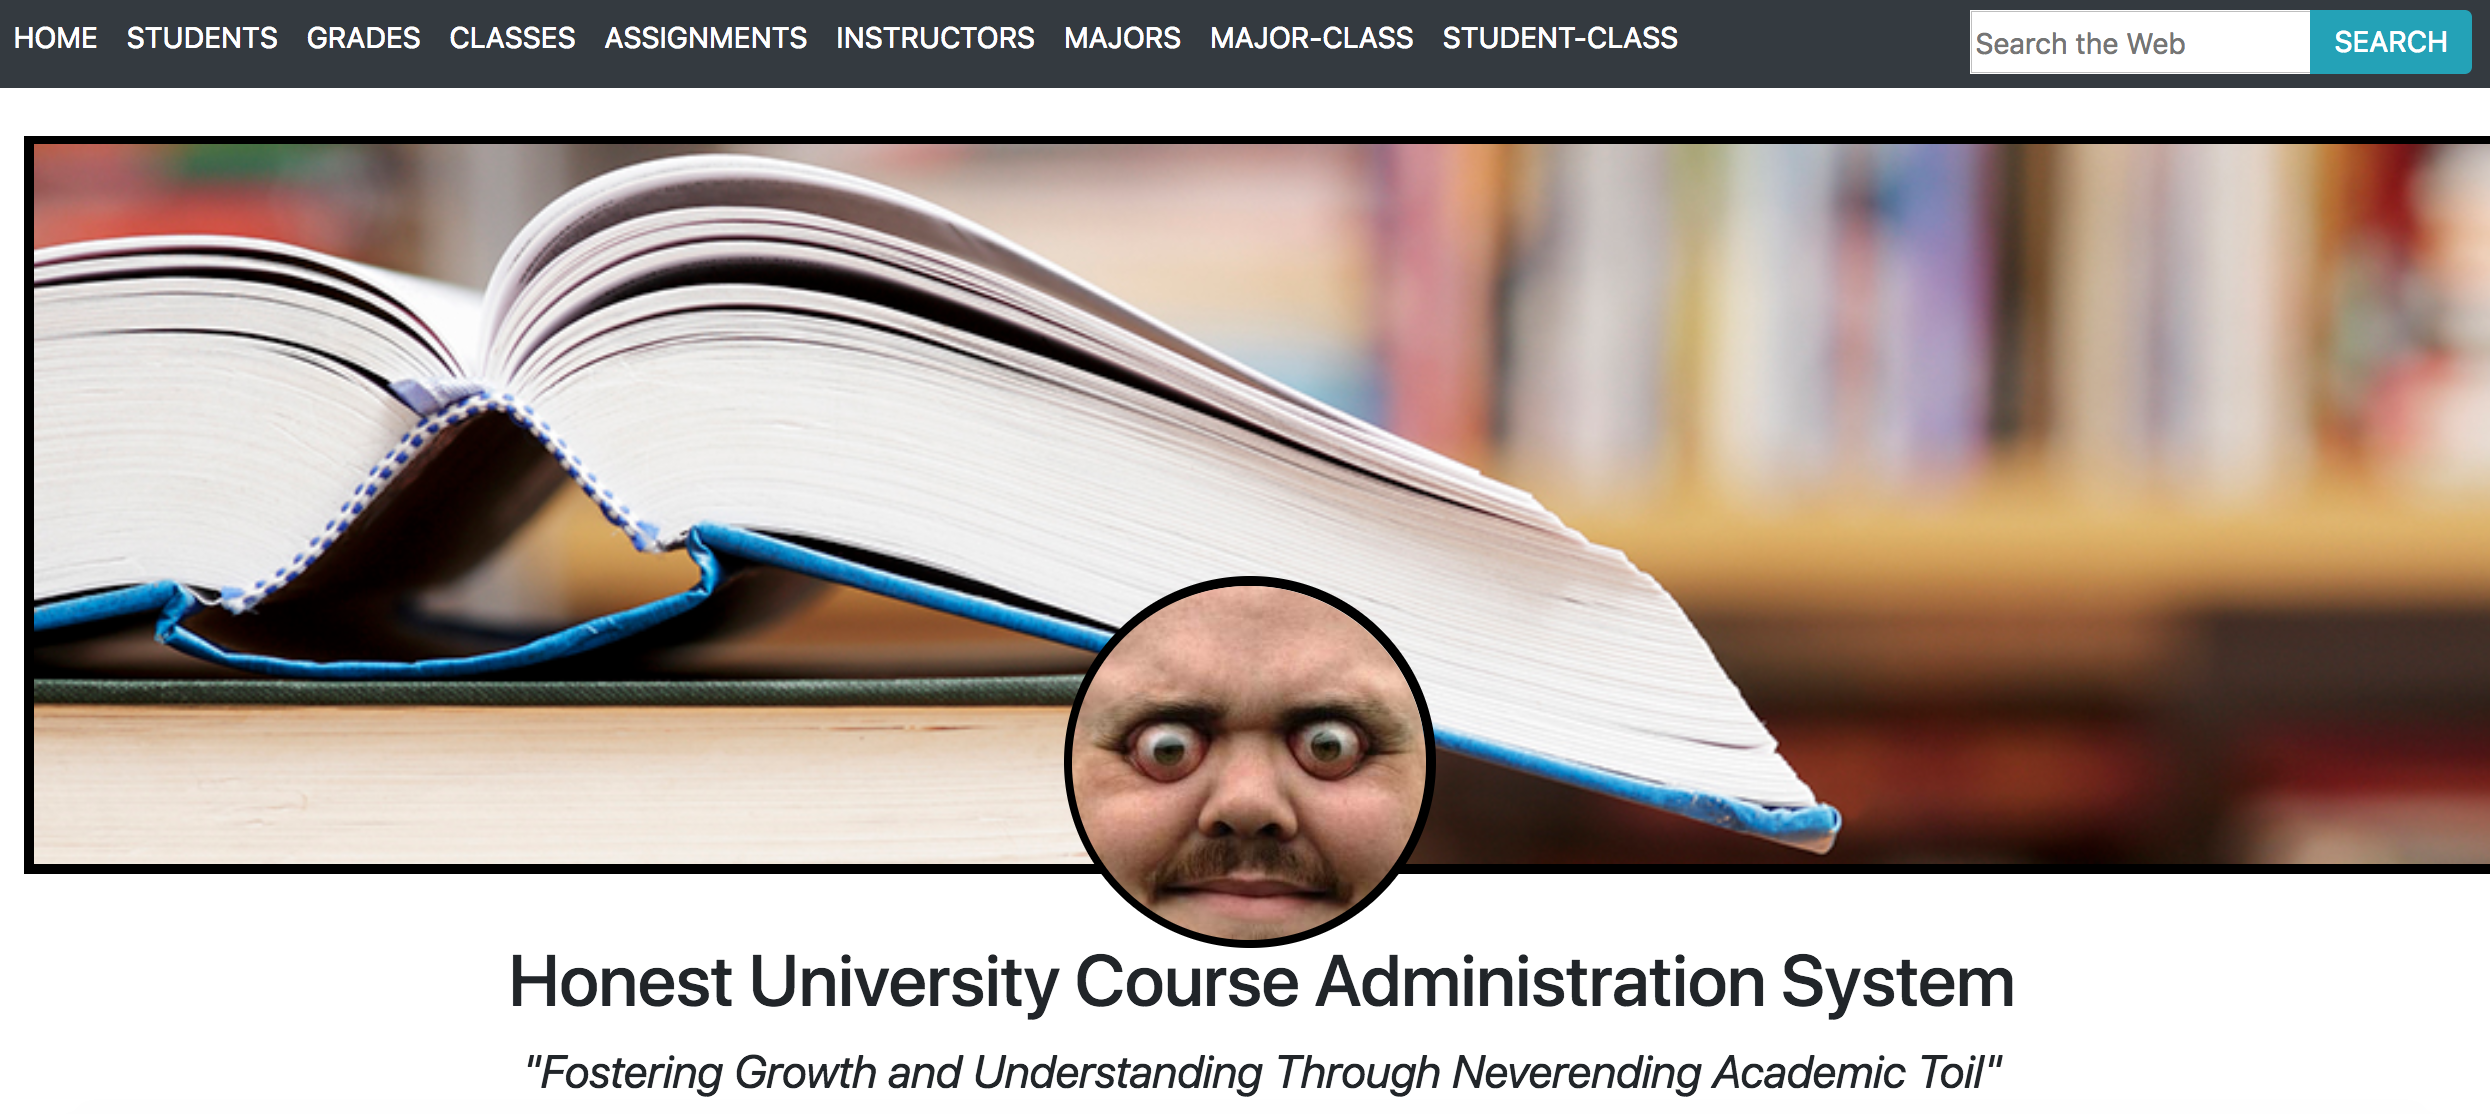 HOME STUDENTS GRADES CLASSES ASSIGNMENTS INSTRUCTORS MAJORS MAJOR-CLASS STUDENT-CLASS Search the Web SEARCH
Honest University Course Administration System
"Fostering Growth and Understanding Through Neverending Academic Toil"